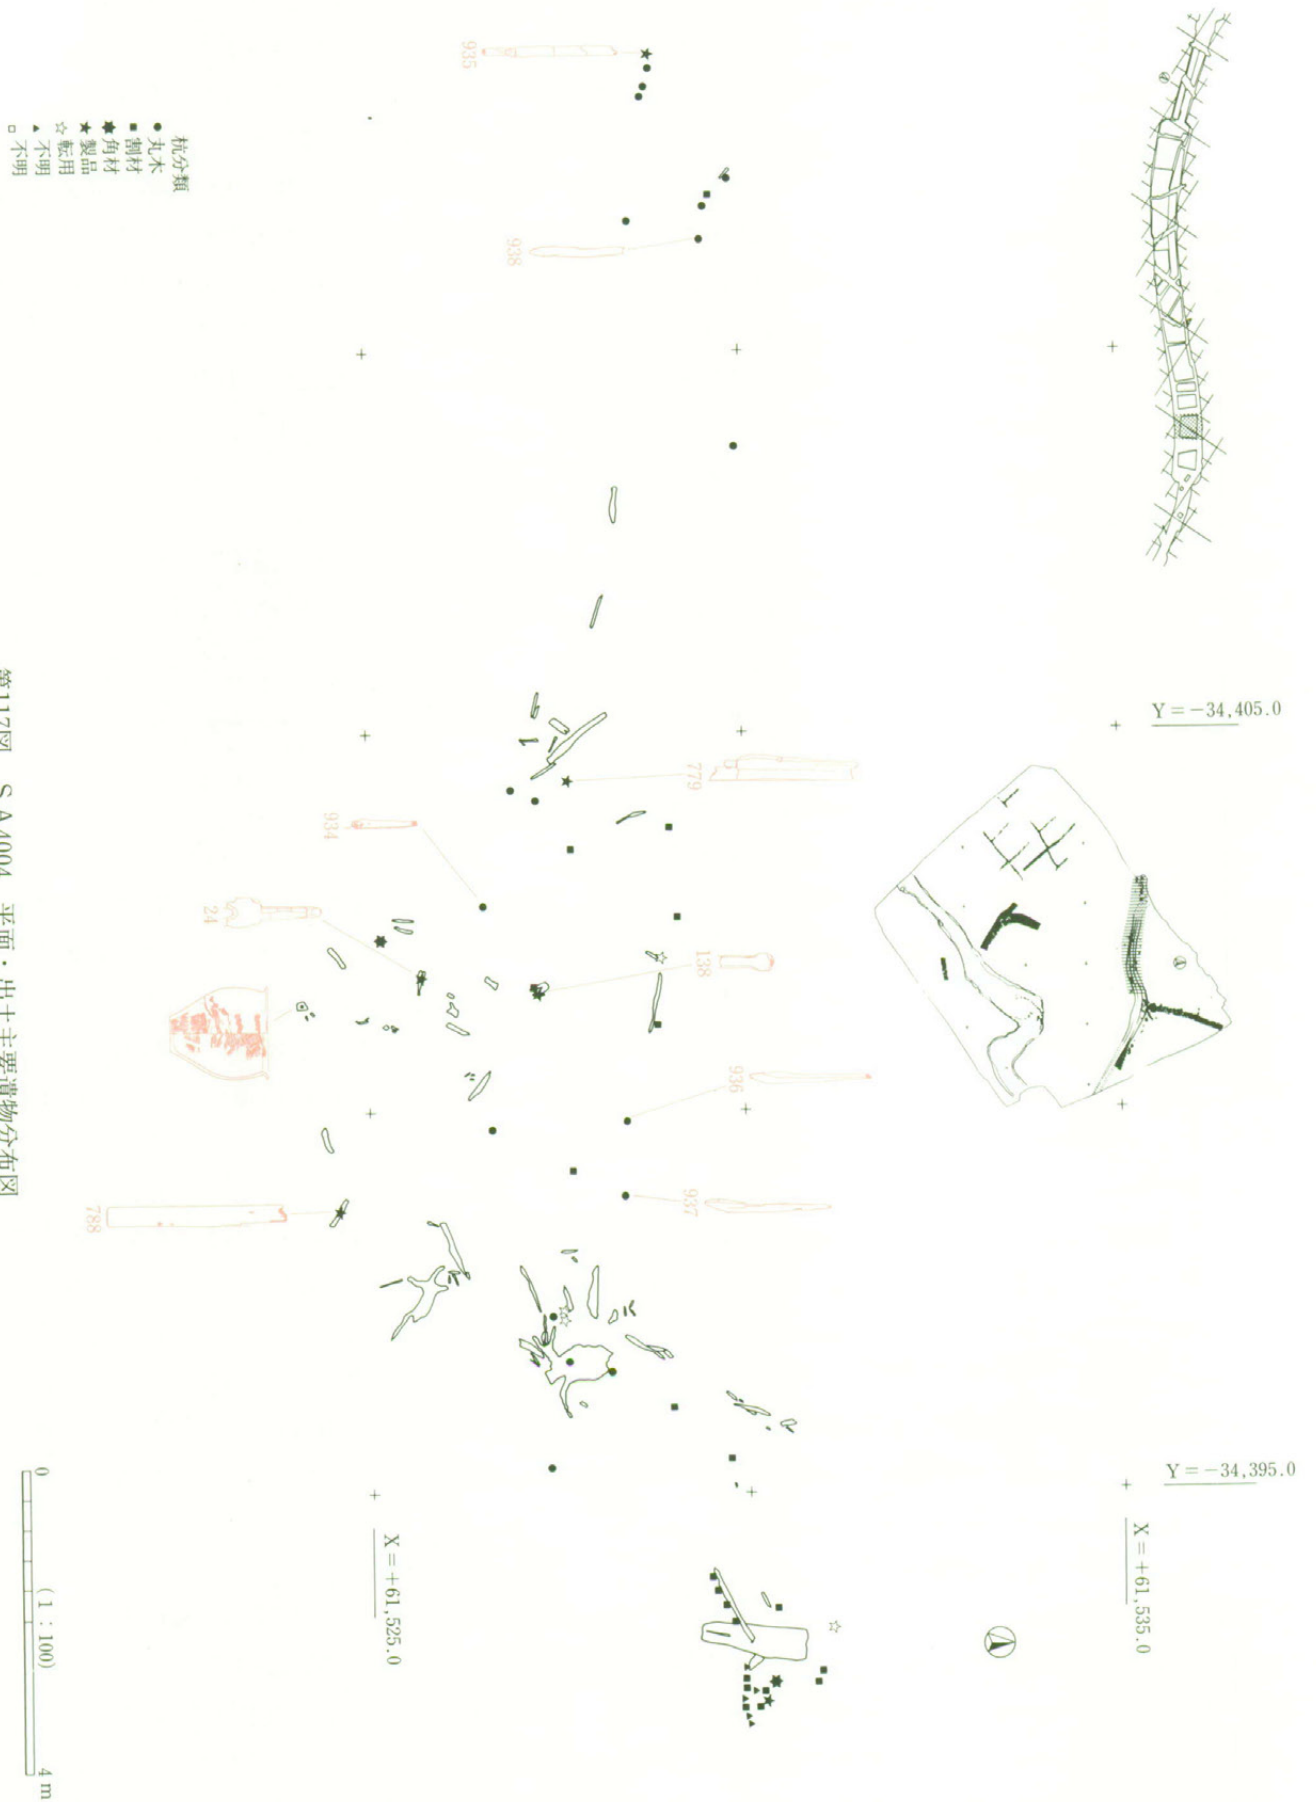 杭分類
● 丸木
■ 割材
角材
★ 製品
☆ 転用
▲ 不明
□ 不明
935
938
779
934
24
138
936
937
788
Y＝−34,405.0
Y＝−34,395.0
X＝+61,525.0
X＝+61,535.0
0
(1：100)
4 m
第117図　SA4004　平面・出土主要遺物分布図